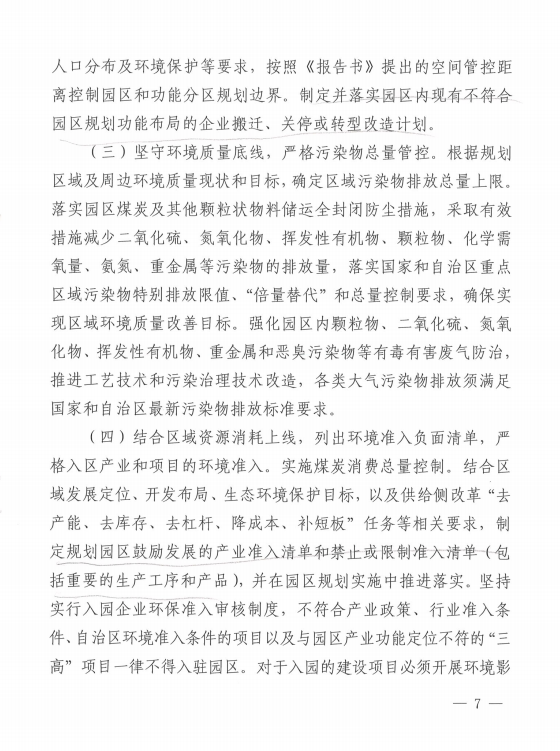 人口分布及环境保护等要求，按照《报告书》提出的空间管控距
离控制园区和功能分区规划边界。制定并落实园区内现有不符合
园区规划功能布局的企业搬迁、关停或转型改造计划。
（三）坚守环境质量底线，严格污染物总量管控。根据规划
区域及周边环境质量现状和目标，确定区域污染物排放总量上限。
落实园区煤炭及其他颗粒状物料储运全封闭防尘措施，采取有效
措施减少二氧化硫、氮氧化物、挥发性有机物、颗粒物、化学需
氧量、氨氮、重金属等污染物的排放量，落实国家和自治区重点
区域污染物特别排放限值、“倍量替代”和总量控制要求，确保实
现区域环境质量改善目标。强化园区内颗粒物、二氧化硫、氮氧
化物、挥发性有机物、重金属和恶臭污染物等有毒有害废气防治，
推进工艺技术和污染治理技术改造，各类大气污染物排放须满足
国家和自治区最新污染物排放标准要求。
（四）结合区域资源消耗上线，列出环境准入负面清单，严
格入区产业和项目的环境准入。实施煤炭消费总量控制。结合区
域发展定位、开发布局、生态环境保护目标，以及供给侧改革“去
产能、去库存、去杠杆、降成本、补短板”任务等相关要求，制
定规划园区鼓励发展的产业准入清单和禁止或限制准入清单（包
括重要的生产工序和产品），并在园区规划实施中推进落实。坚持
实行入园企业环保准入审核制度，不符合产业政策、行业准入条
件、自治区环境准入条件的项目以及与园区产业功能定位不符的“三
高”项目一律不得入驻园区。对于入园的建设项目必须开展环境影
— 7 —